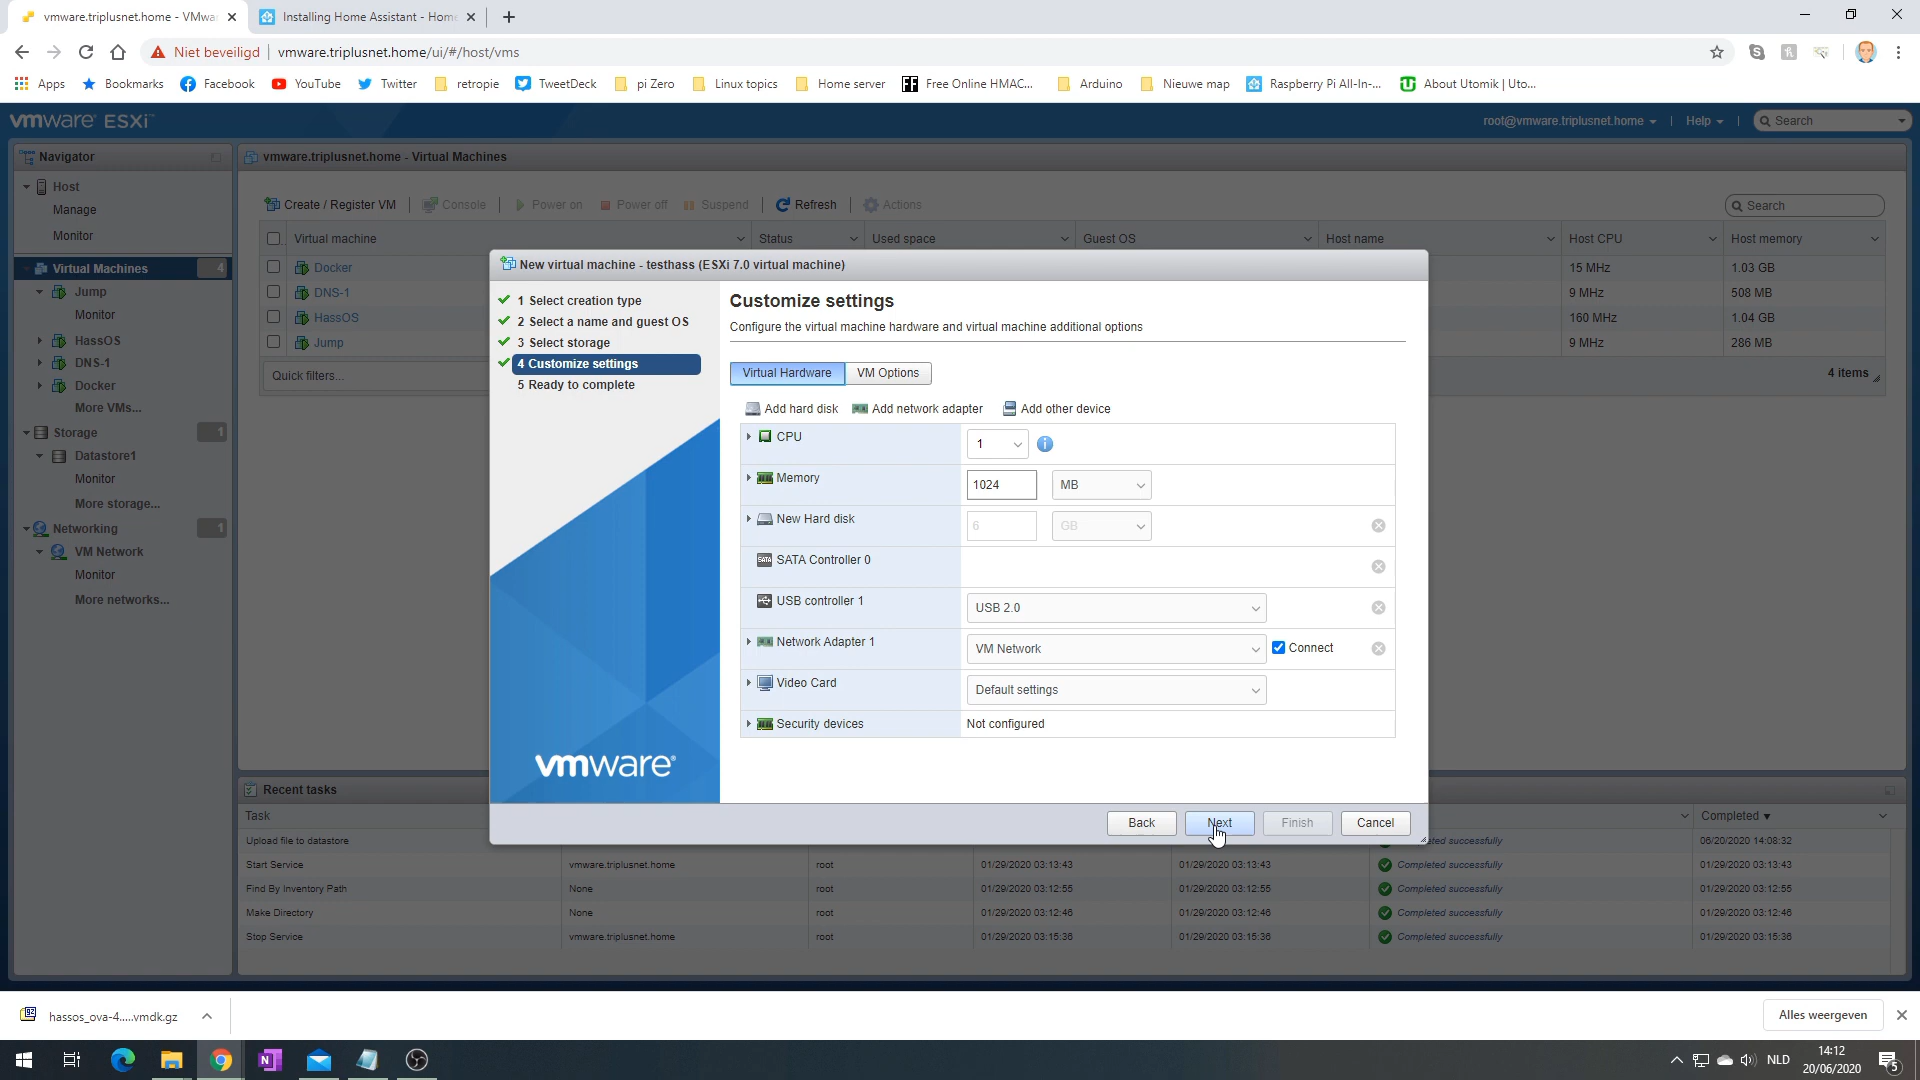 vmware.triplusnet.home - VMwa
Installing Home Assistant - Home
Niet beveiligd
vmware.triplusnet.home/ui/#/host/vms
Apps
Bookmarks
Facebook
YouTube
Twitter
retropie
TweetDeck
pi Zero
Linux topics
Home server
Free Online HMAC...
Arduino
Nieuwe map
Raspberry Pi All-In-...
About Utomik | Uto...
vmware ESXi
root@vmware.triplusnet.home
Help
Search
Navigator
Host
Manage
Monitor
Virtual Machines 4
Jump
Monitor
HassOS
DNS-1
Docker
More VMs...
Storage 1
Datastore1
Monitor
More storage...
Networking 1
VM Network
Monitor
More networks...
vmware.triplusnet.home - Virtual Machines
Create / Register VM
Console
Power on
Power off
Suspend
Refresh
Actions
Search
Virtual machine Status Used space Guest OS Host name Host CPU Host memory
Docker 15 MHz 1.03 GB
DNS-1 9 MHz 508 MB
HassOS 160 MHz 1.04 GB
Jump 9 MHz 286 MB
Quick filters...
4 items
New virtual machine - testhass (ESXi 7.0 virtual machine)
1 Select creation type
2 Select a name and guest OS
3 Select storage
4 Customize settings
5 Ready to complete
vmware
Customize settings
Configure the virtual machine hardware and virtual machine additional options
Virtual Hardware
VM Options
Add hard disk
Add network adapter
Add other device
CPU 1
Memory 1024 MB
New Hard disk 6 GB
SATA Controller 0
USB controller 1 USB 2.0
Network Adapter 1 VM Network Connect
Video Card Default settings
Security devices Not configured
Back
Next
Finish
Cancel
Recent tasks
Task Completed
Upload file to datastore Completed successfully 06/20/2020 14:08:32
Start Service vmware.triplusnet.home root 01/29/2020 03:13:43 01/29/2020 03:13:43 Completed successfully 01/29/2020 03:13:43
Find By Inventory Path None root 01/29/2020 03:12:55 01/29/2020 03:12:55 Completed successfully 01/29/2020 03:12:55
Make Directory None root 01/29/2020 03:12:46 01/29/2020 03:12:46 Completed successfully 01/29/2020 03:12:46
Stop Service vmware.triplusnet.home root 01/29/2020 03:15:36 01/29/2020 03:15:36 Completed successfully 01/29/2020 03:15:36
hassos_ova-4.....vmdk.gz
Alles weergeven
NLD
14:12
20/06/2020
5